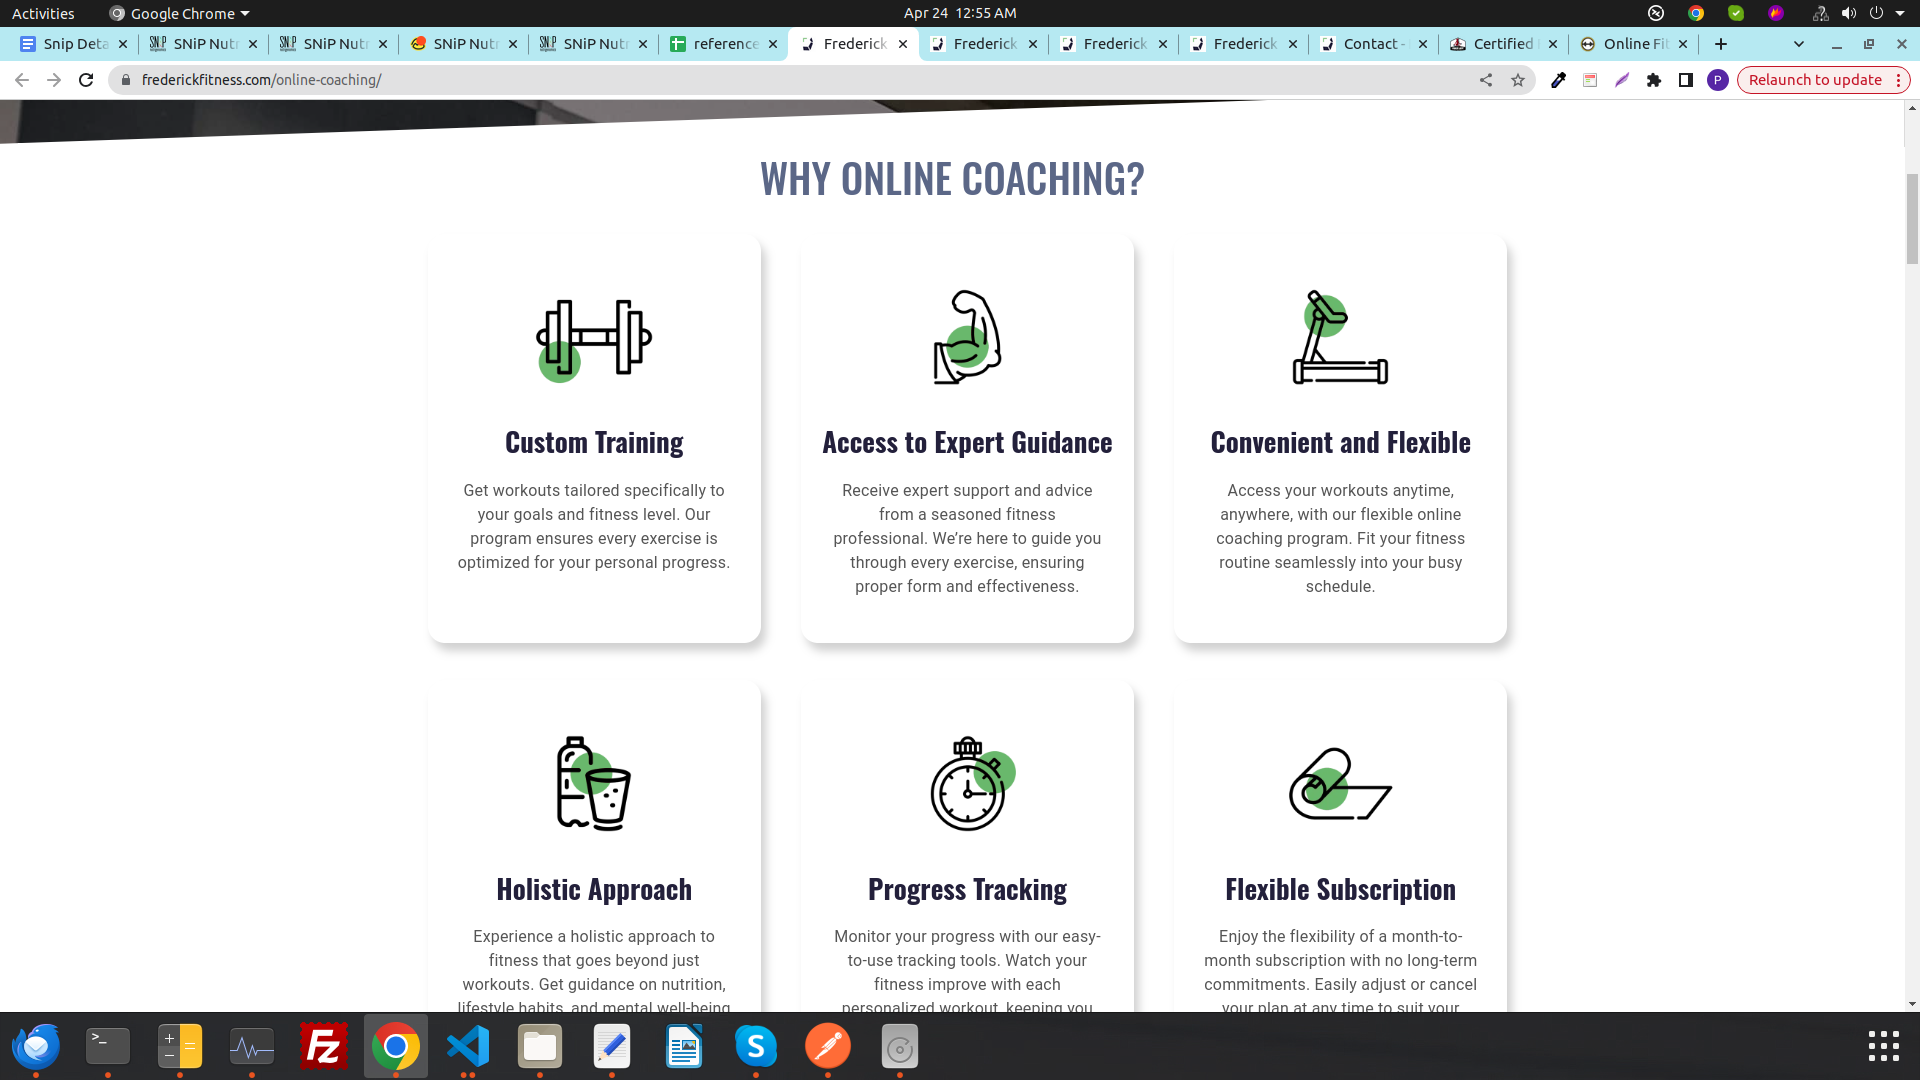 Activities
Google Chrome
Apr 24 12:55 AM
Snip Deta
SNiP Nutr
SNiP Nutr
SNiP Nutr
SNiP Nutr
reference
Frederick
Frederick
Frederick
Frederick
Contact -
Certified
Online Fit
frederickfitness.com/online-coaching/
P
Relaunch to update
WHY ONLINE COACHING?
Custom Training
Get workouts tailored specifically to
your goals and fitness level. Our
program ensures every exercise is
optimized for your personal progress.
Access to Expert Guidance
Receive expert support and advice
from a seasoned fitness
professional. We’re here to guide you
through every exercise, ensuring
proper form and effectiveness.
Convenient and Flexible
Access your workouts anytime,
anywhere, with our flexible online
coaching program. Fit your fitness
routine seamlessly into your busy
schedule.
Holistic Approach
Experience a holistic approach to
fitness that goes beyond just
workouts. Get guidance on nutrition,
lifestyle habits, and mental well-being
Progress Tracking
Monitor your progress with our easy-
to-use tracking tools. Watch your
fitness improve with each
personalized workout, keeping you
Flexible Subscription
Enjoy the flexibility of a month-to-
month subscription with no long-term
commitments. Easily adjust or cancel
your plan at any time to suit your